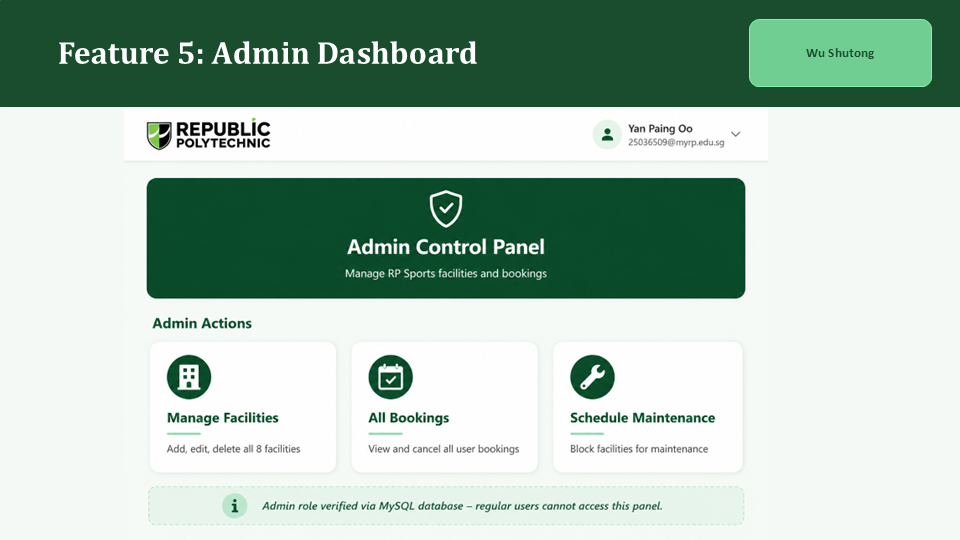 Feature 5: Admin Dashboard
Wu Shutong
REPUBLIC
POLYTECHNIC
Yan Paing Oo
25036509@myrp.edu.sg
Admin Control Panel
Manage RP Sports facilities and bookings
Admin Actions
Manage Facilities
Add, edit, delete all 8 facilities
All Bookings
View and cancel all user bookings
Schedule Maintenance
Block facilities for maintenance
Admin role verified via MySQL database – regular users cannot access this panel.